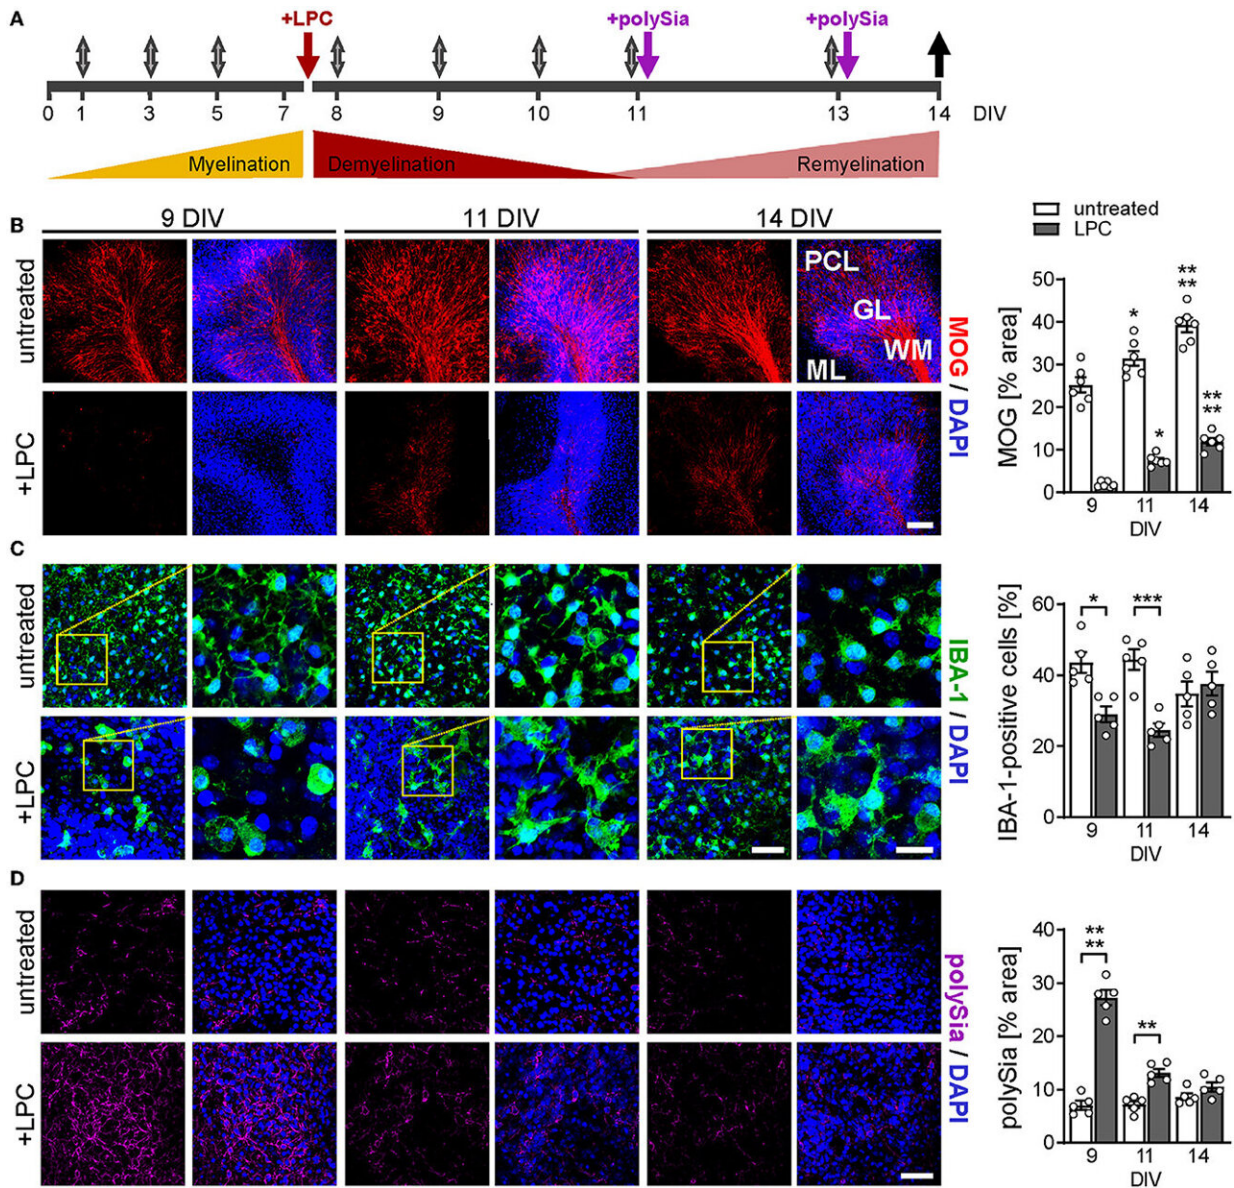 A
+LPC
+polySia
+polySia
0 1 3 5 7 8 9 10 11 13 14 DIV
Myelination
Demyelination
Remyelination
B
9 DIV
11 DIV
14 DIV
untreated
+LPC
PCL
GL
WM
ML
MOG / DAPI
untreated
LPC
MOG [% area]
50
40
30
20
10
0
*
**
**
*
**
**
9 11 14
DIV
C
untreated
+LPC
IBA-1 / DAPI
IBA-1-positive cells [%]
60
40
20
0
*
***
9 11 14
DIV
D
untreated
+LPC
polySia / DAPI
polySia [% area]
40
30
20
10
0
**
**
**
9 11 14
DIV